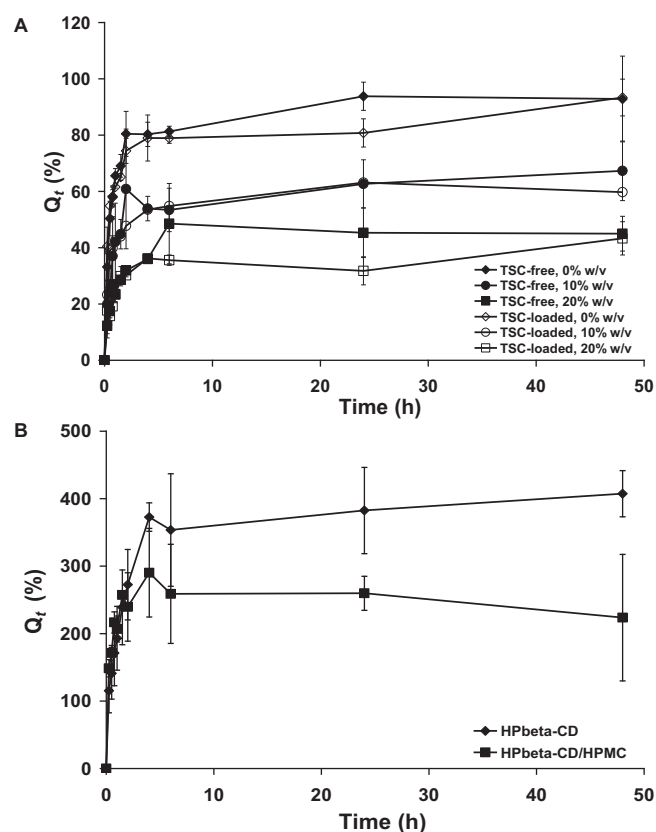 A
120
100
80
60
40
20
0
Qt (%)
TSC-free, 0% w/v
TSC-free, 10% w/v
TSC-free, 20% w/v
TSC-loaded, 0% w/v
TSC-loaded, 10% w/v
TSC-loaded, 20% w/v
0 10 20 30 40 50
Time (h)
B
500
400
300
200
100
0
Qt (%)
HPbeta-CD
HPbeta-CD/HPMC
0 10 20 30 40 50
Time (h)